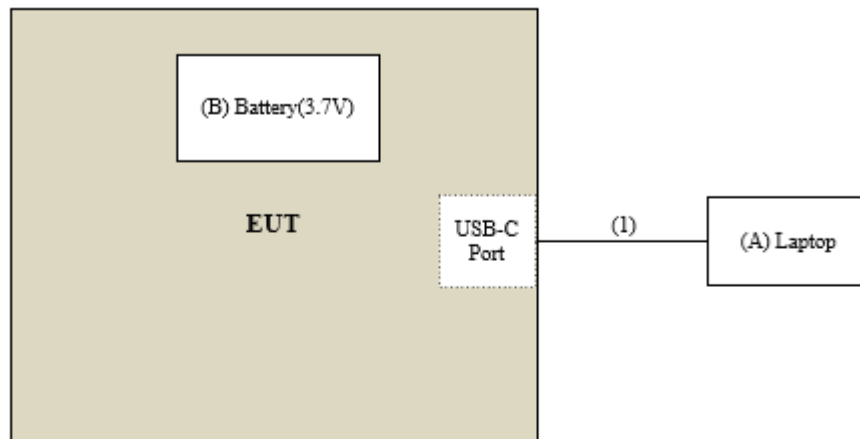 (B) Battery(3.7V)
EUT
USB-C
Port
(1)
(A) Laptop